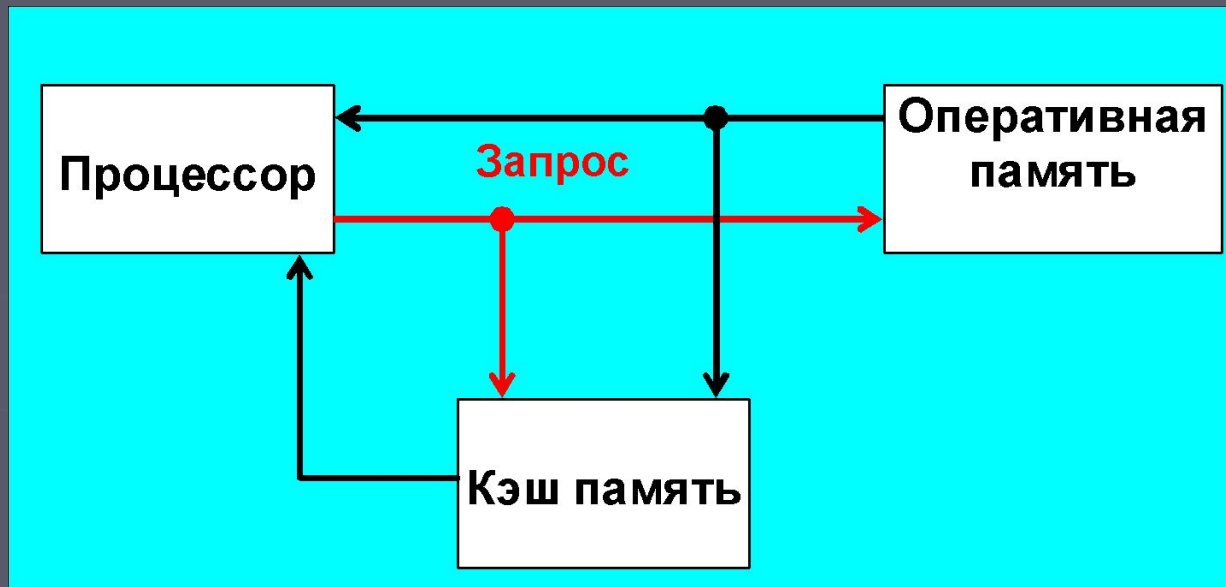 Процессор
Запрос
Оперативная
память
Кэш память